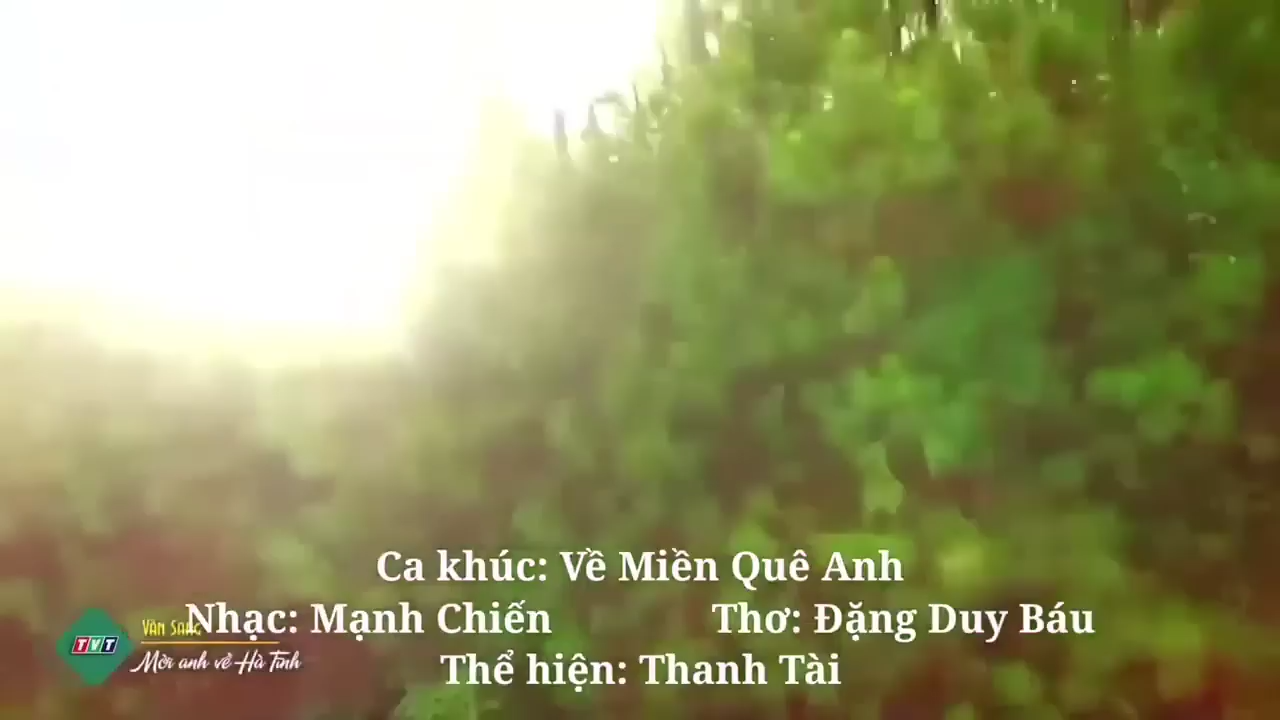 Ca khúc: Về Miền Quê Anh
Nhạc: Mạnh Chiến Thơ: Đặng Duy Báu
Thể hiện: Thanh Tài
TVT
Mời anh về Hà Tĩnh